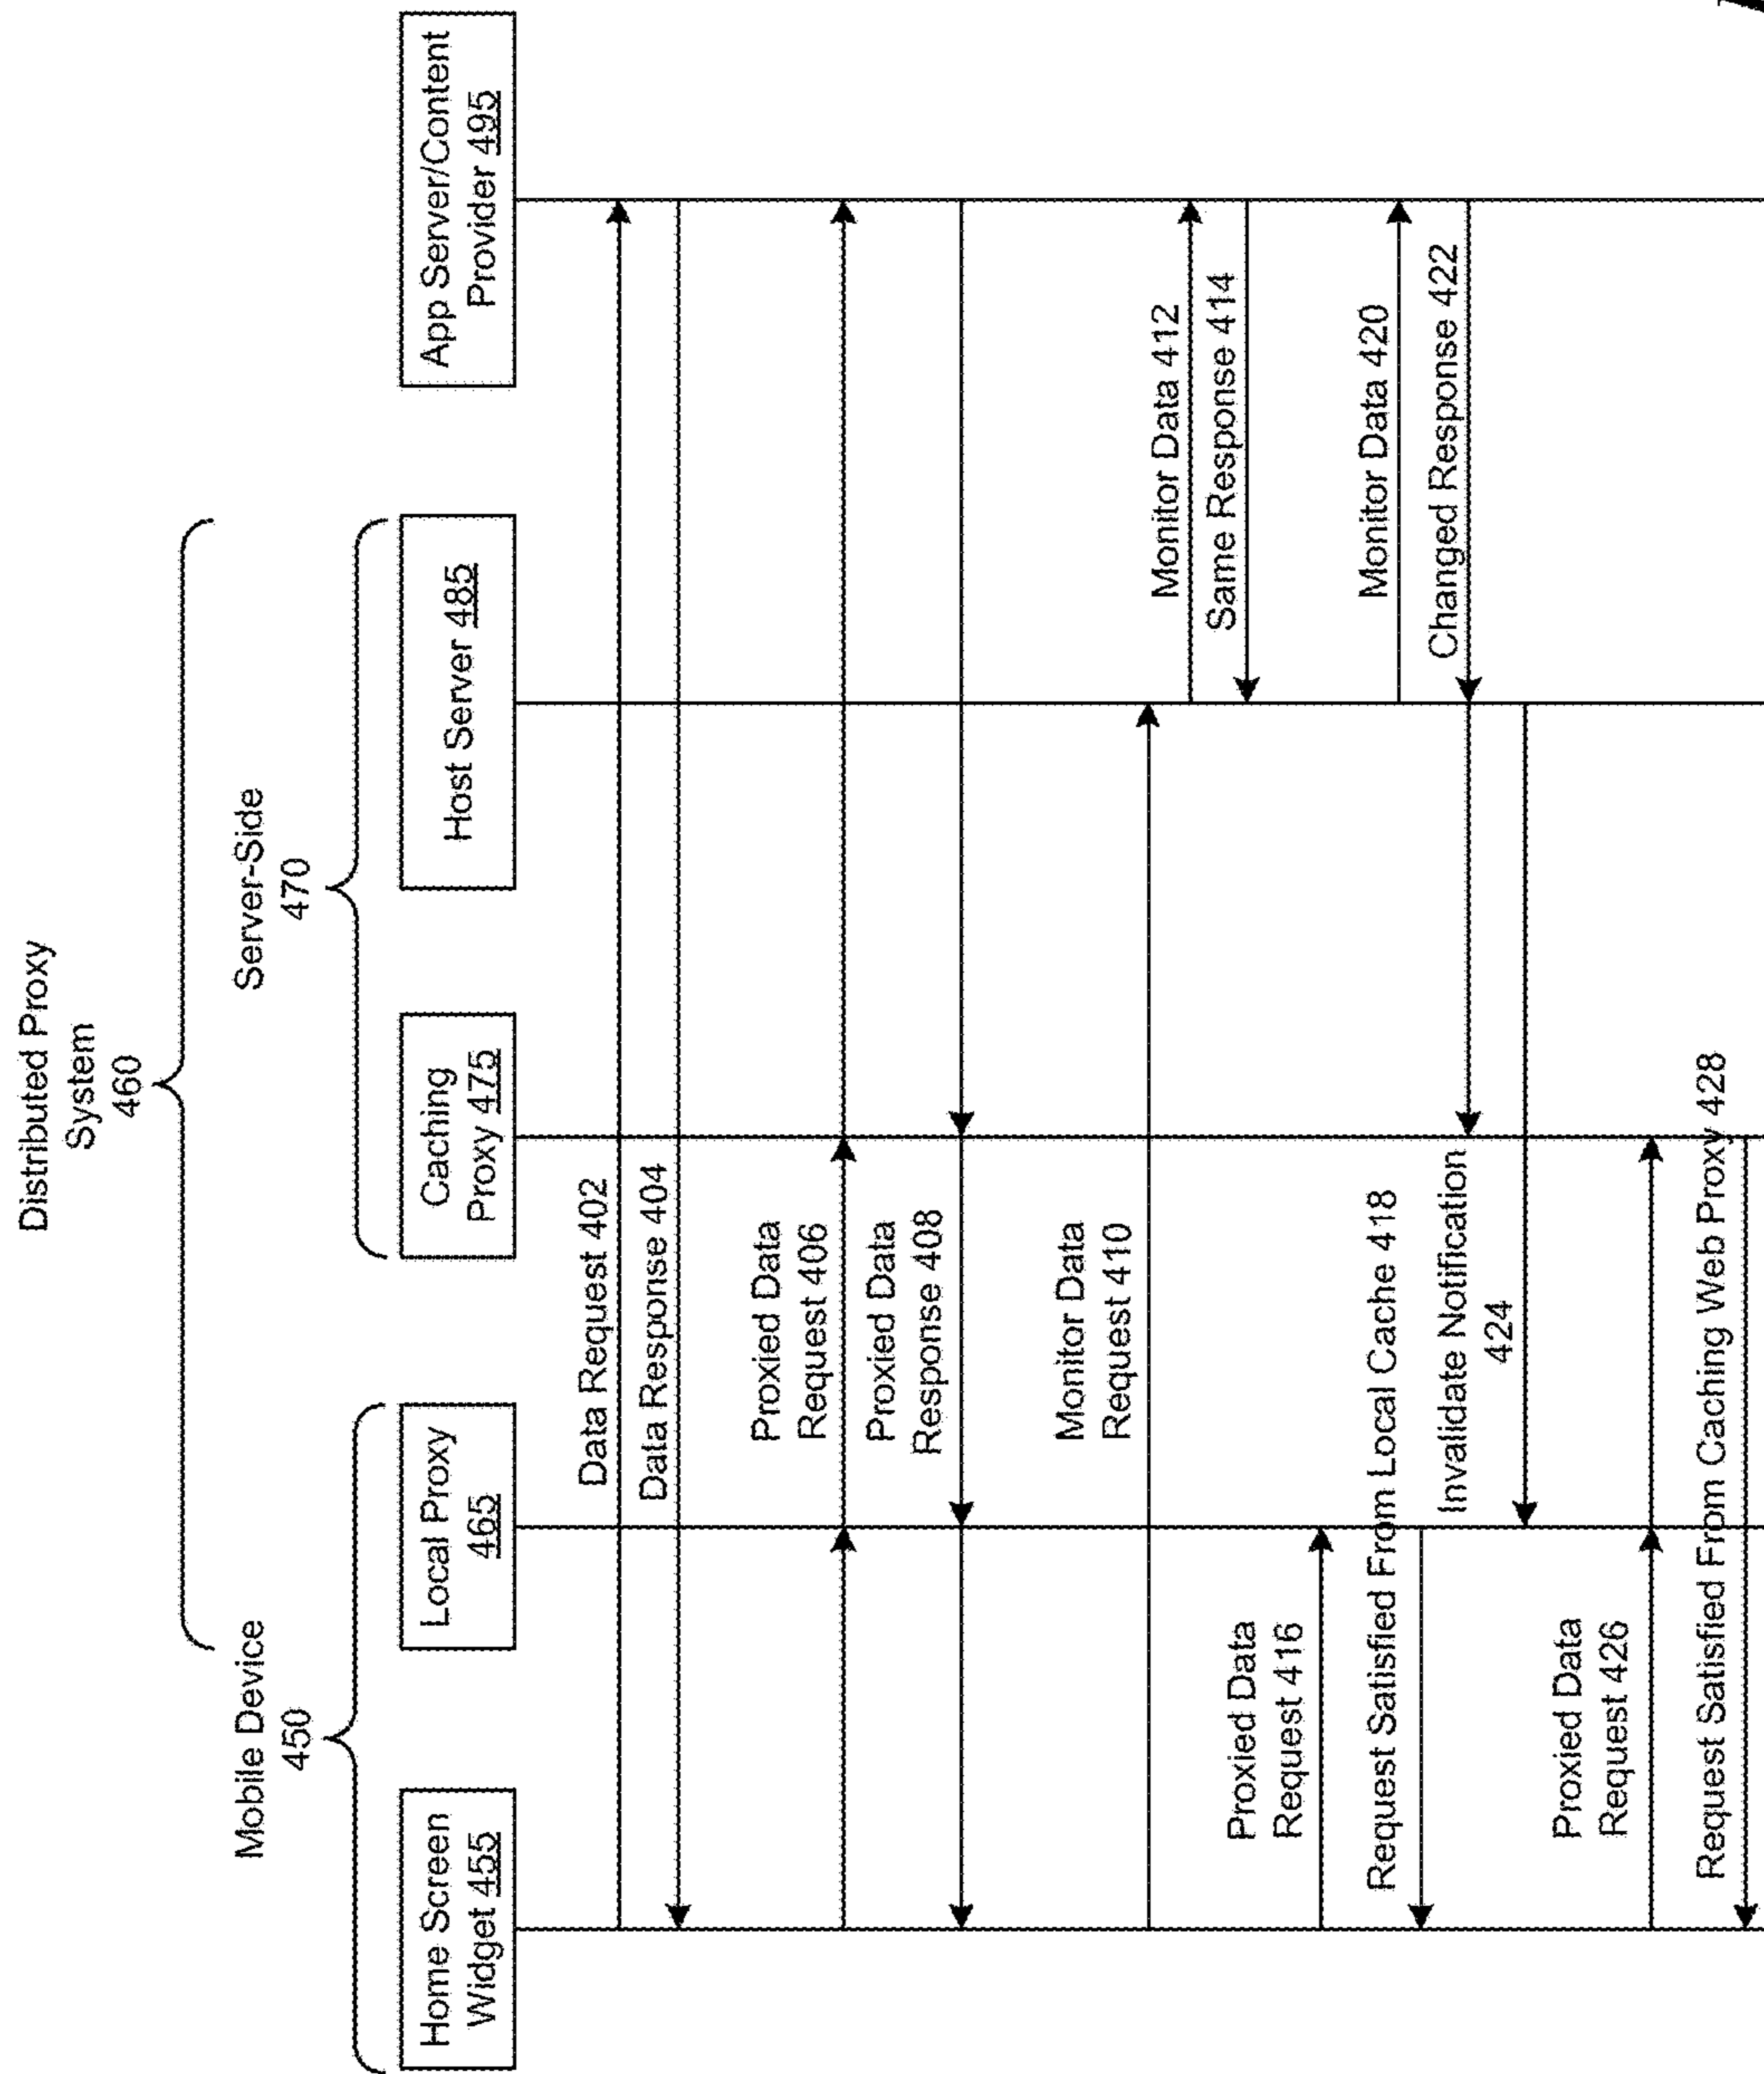 Distributed Proxy
System
460
Mobile Device
450
Server-Side
470
Home Screen
Widget 455
Local Proxy
465
Caching
Proxy 475
Host Server 485
App Server/Content
Provider 495
Data Request 402
Data Response 404
Proxied Data
Request 406
Proxied Data
Response 408
Monitor Data
Request 410
Monitor Data 412
Same Response 414
Proxied Data
Request 416
Request Satisfied From Local Cache 418
Monitor Data 420
Changed Response 422
Invalidate Notification
424
Proxied Data
Request 426
Request Satisfied From Caching Web Proxy 428